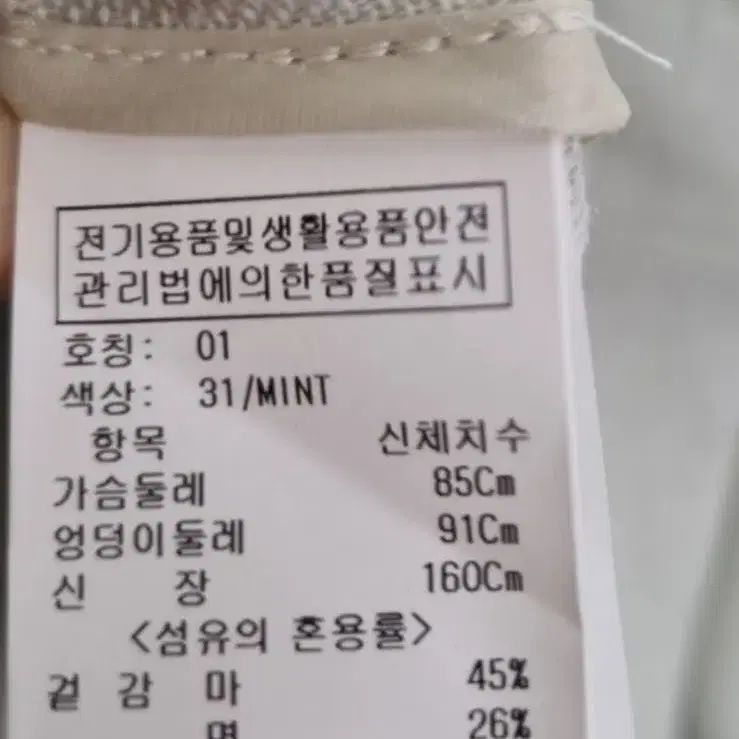 전기용품및생활용품안전
관리법에의한품질표시
호칭: 01
색상: 31/MINT
항목 신체치수
가슴둘레 85Cm
엉덩이둘레 91Cm
신 장 160Cm
<섬유의 혼용률>
겉 감 마 45%
면 26%